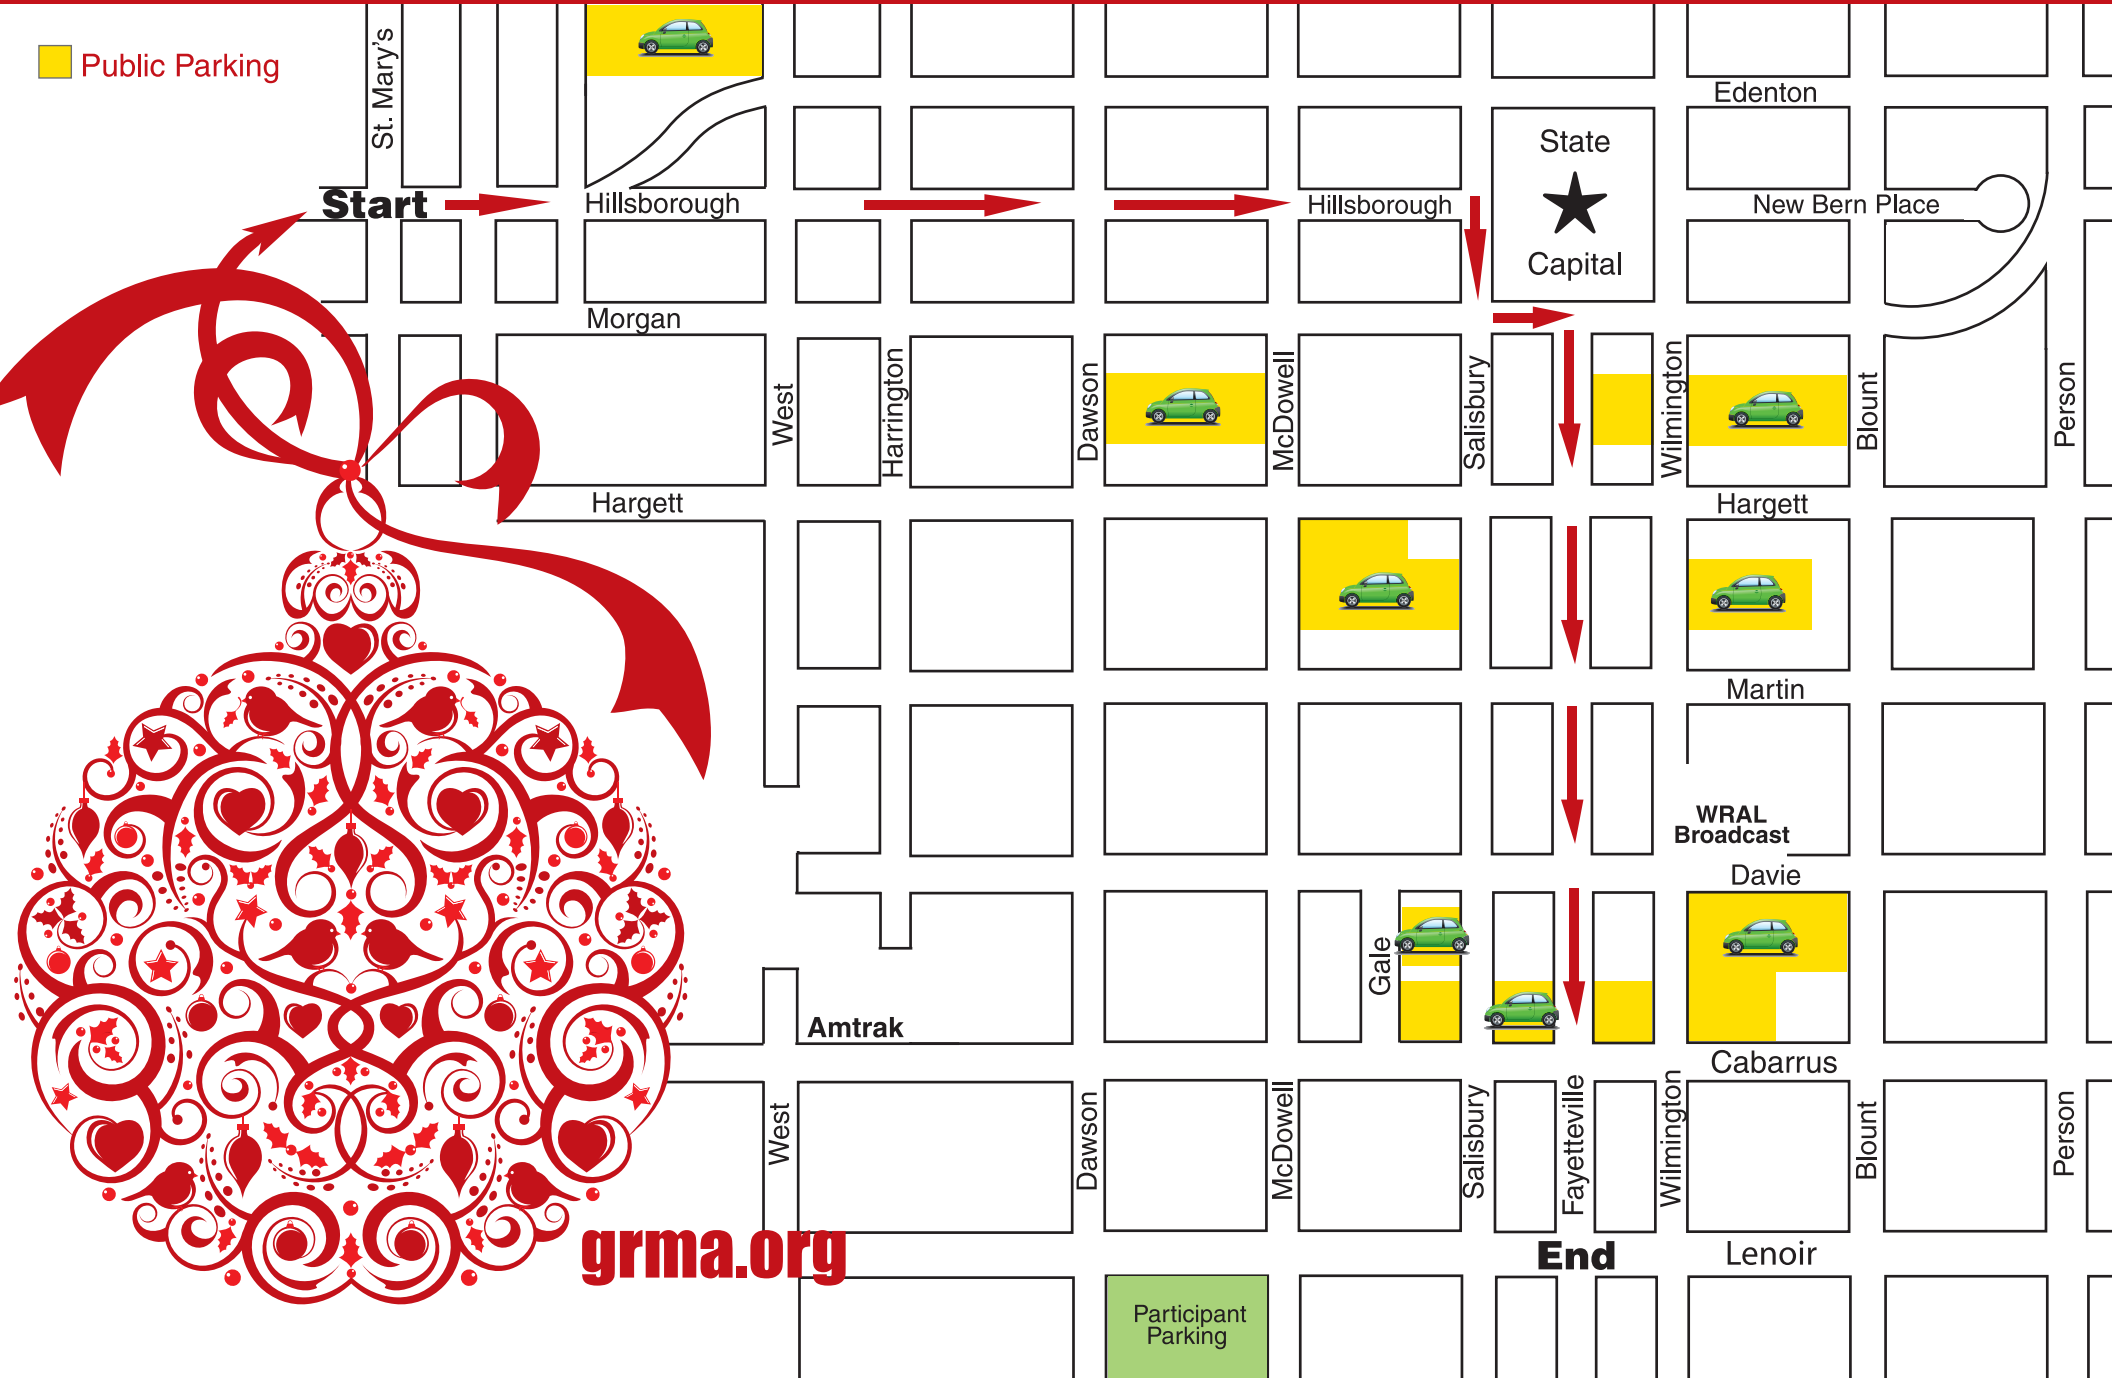 Public Parking
St. Mary's
Edenton
State
Capital
Start
Hillsborough
Hillsborough
New Bern Place
Morgan
West
Harrington
Dawson
McDowell
Salisbury
Wilmington
Blount
Person
Hargett
Hargett
Martin
WRAL
Broadcast
Davie
Gale
Amtrak
Cabarrus
West
Dawson
McDowell
Salisbury
Fayetteville
Wilmington
Blount
Person
grma.org
End
Lenoir
Participant
Parking